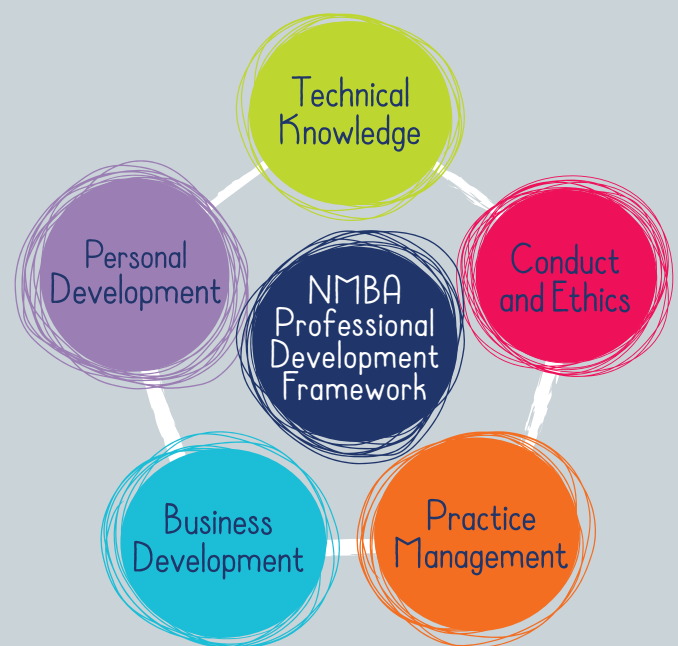 Technical
Knowledge
Personal
Development
Conduct
and Ethics
NMBA
Professional
Development
Framework
Business
Development
Practice
Management